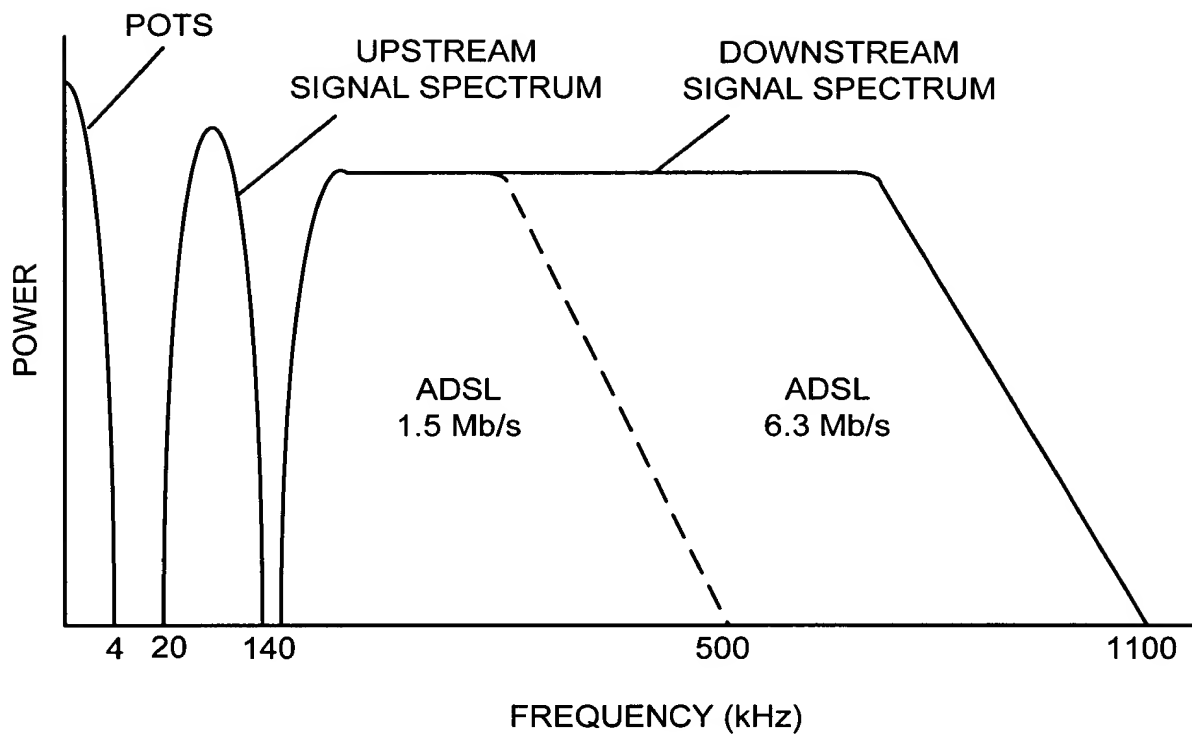 POTS
UPSTREAM
SIGNAL SPECTRUM
DOWNSTREAM
SIGNAL SPECTRUM
POWER
ADSL
1.5 Mb/s
ADSL
6.3 Mb/s
4 20 140 500 1100
FREQUENCY (kHz)